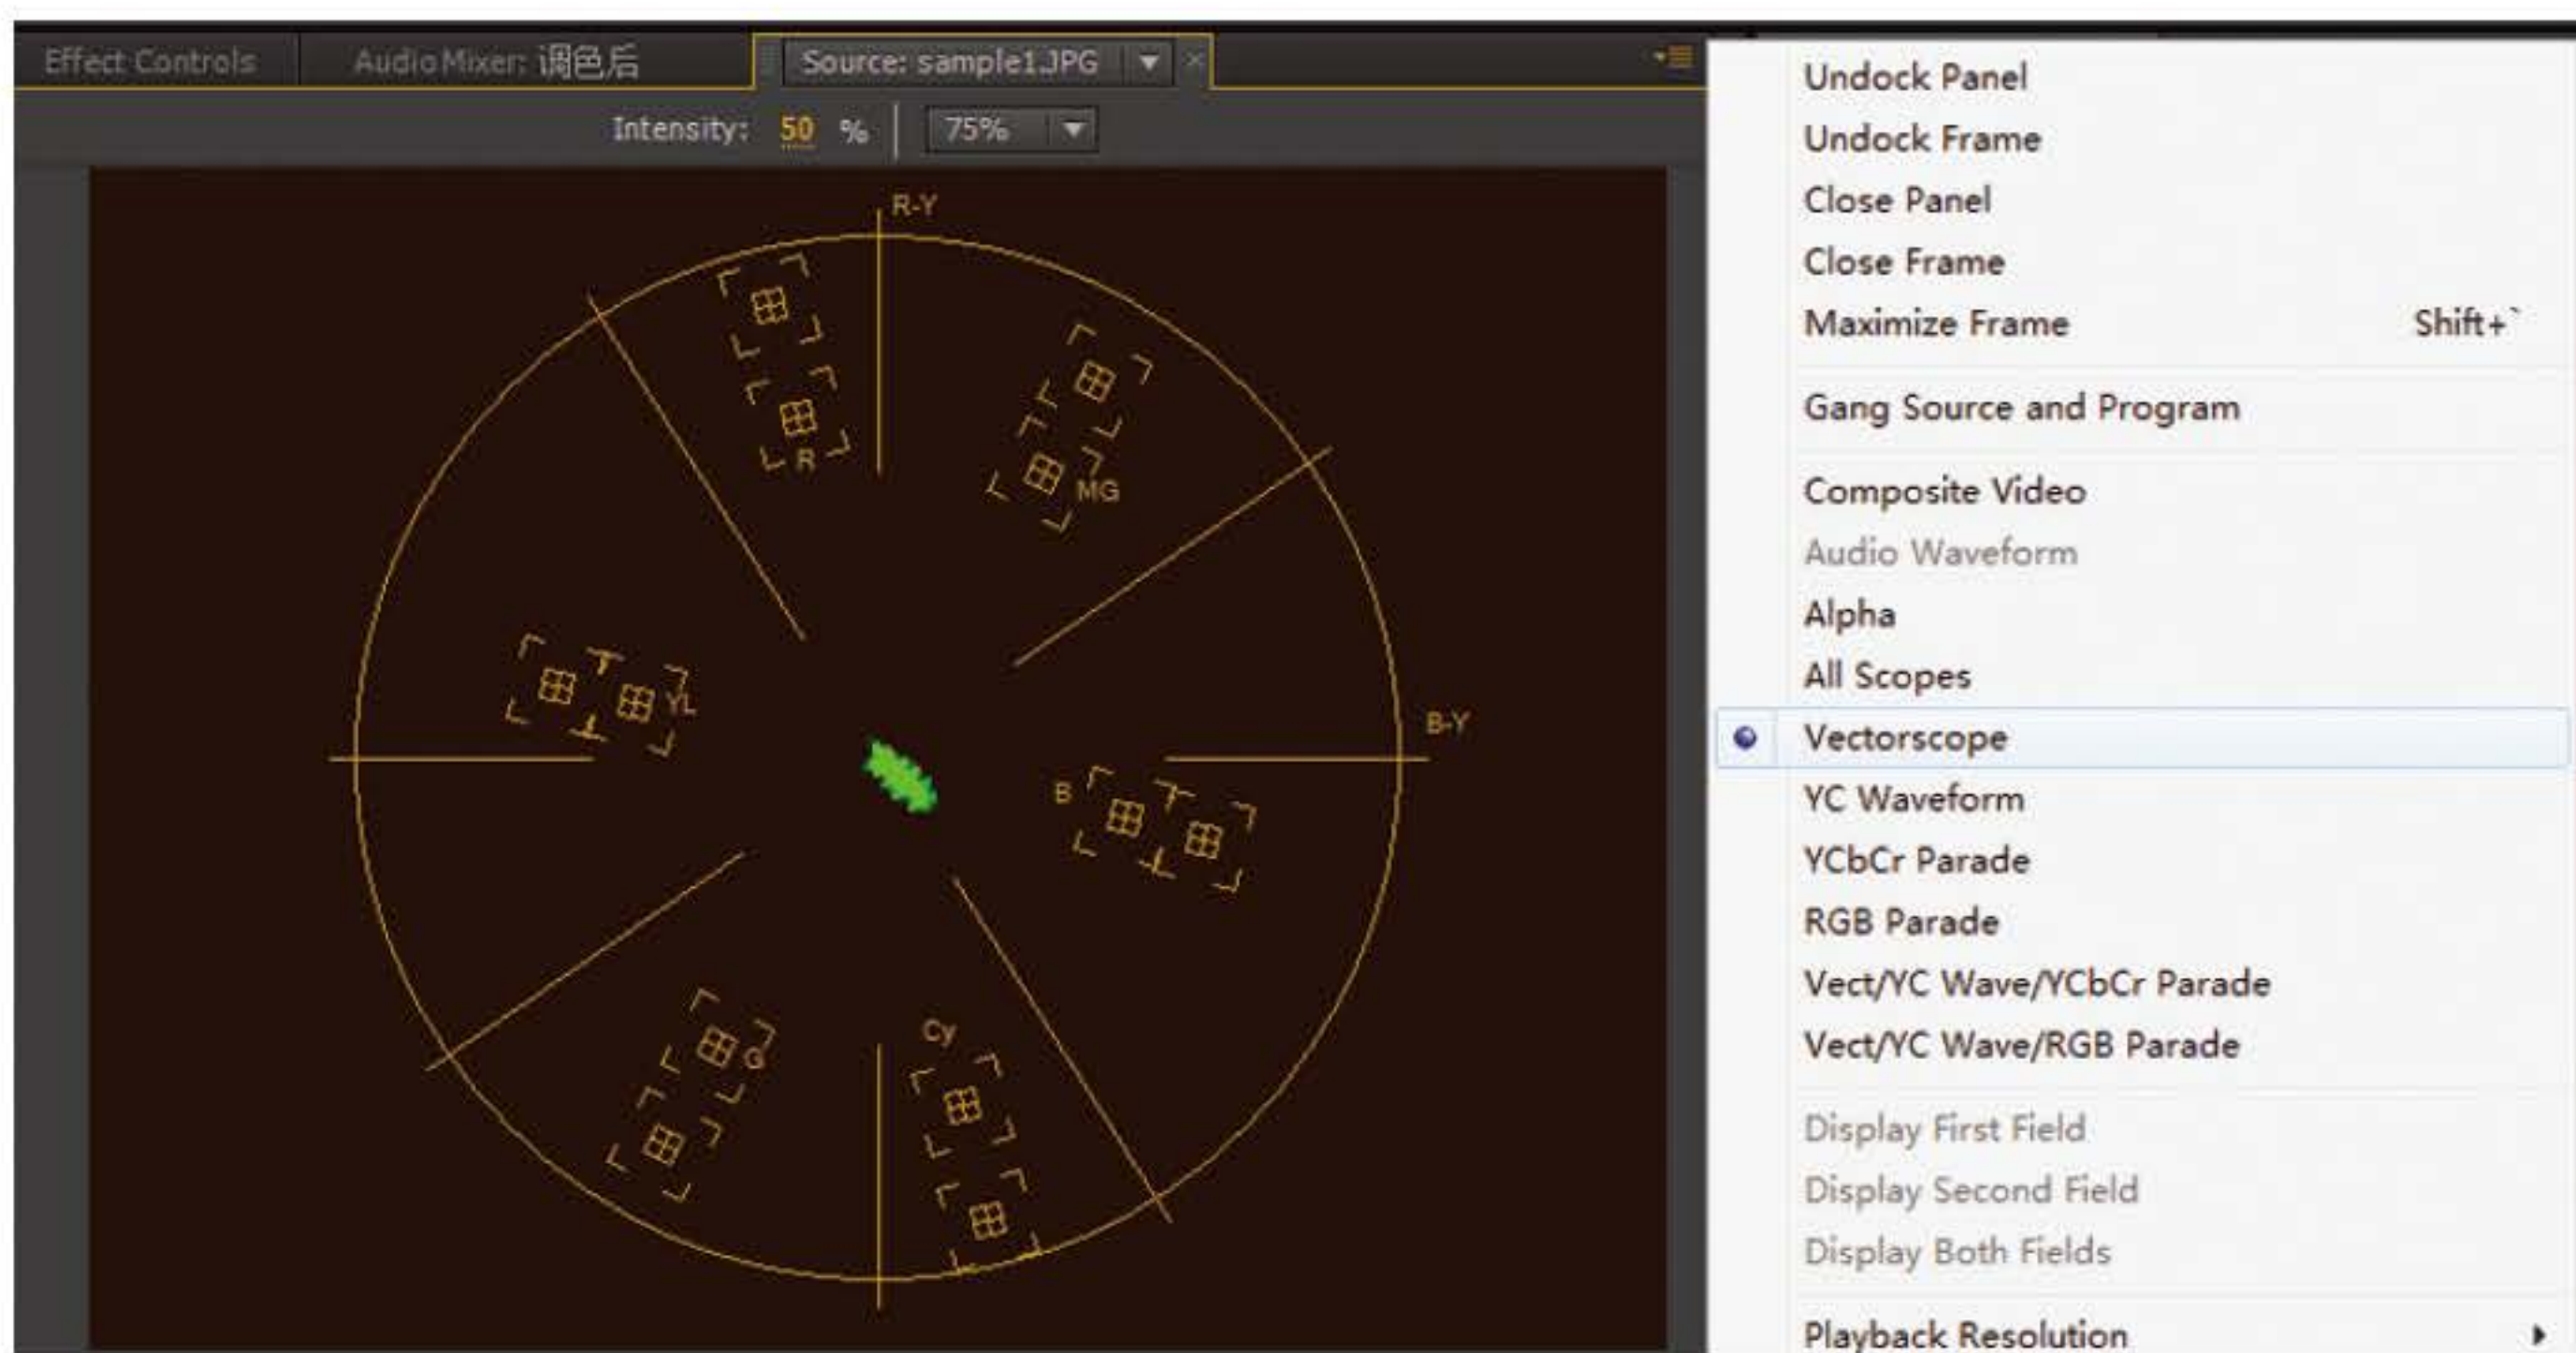 Effect Controls
Audio Mixer: 调色后
Source: sample1.JPG
Intensity: 50 %
75%
R-Y
R
MG
YL
B-Y
B
G
Cy
Undock Panel
Undock Frame
Close Panel
Close Frame
Maximize Frame Shift+`
Gang Source and Program
Composite Video
Audio Waveform
Alpha
All Scopes
Vectorscope
YC Waveform
YCbCr Parade
RGB Parade
Vect/YC Wave/YCbCr Parade
Vect/YC Wave/RGB Parade
Display First Field
Display Second Field
Display Both Fields
Playback Resolution